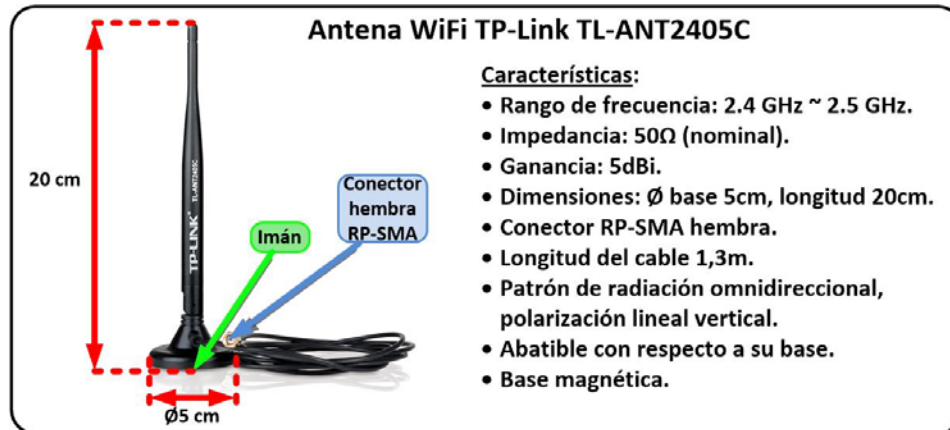 Antena WiFi TP-Link TL-ANT2405C
Características:
• Rango de frecuencia: 2.4 GHz ~ 2.5 GHz.
• Impedancia: 50Ω (nominal).
• Ganancia: 5dBi.
• Dimensiones: Ø base 5cm, longitud 20cm.
• Conector RP-SMA hembra.
• Longitud del cable 1,3m.
• Patrón de radiación omnidireccional,
polarización lineal vertical.
• Abatible con respecto a su base.
• Base magnética.
20 cm
TP-LINK TL-ANT2405C
Conector
hembra
RP-SMA
Imán
Ø5 cm